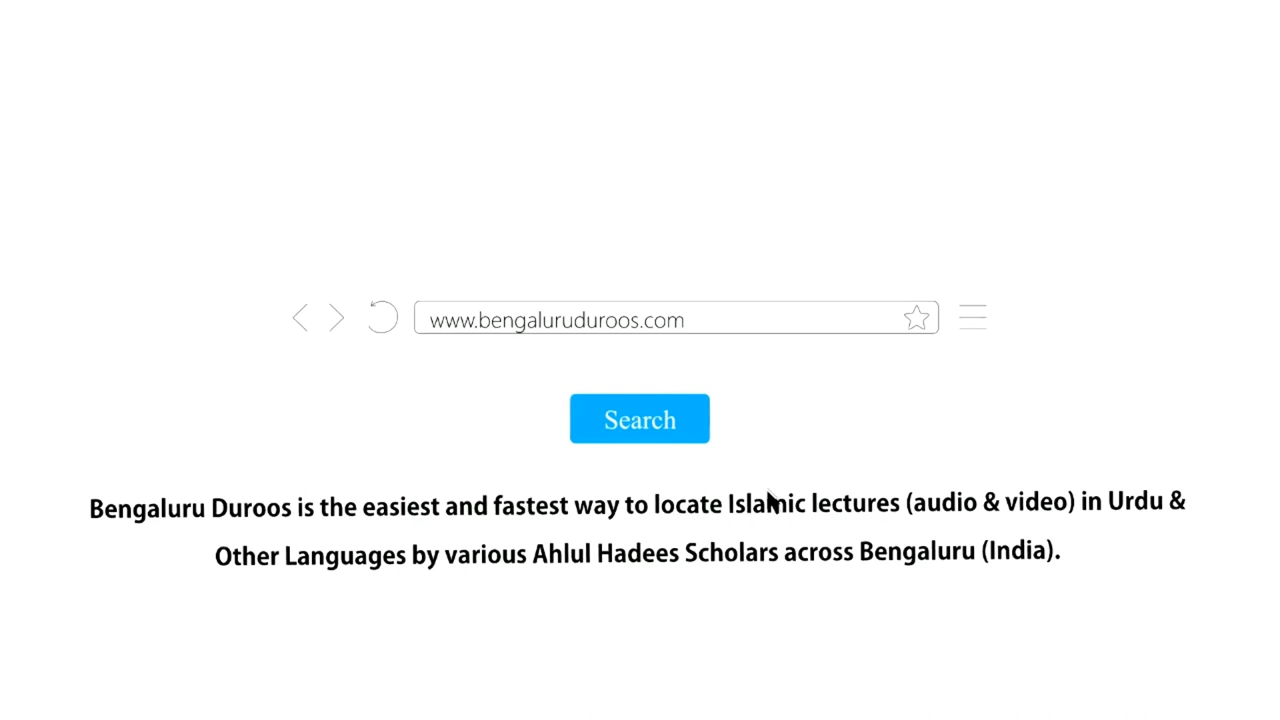 www.bengaluruduroos.com
Search
Bengaluru Duroos is the easiest and fastest way to locate Islamic lectures (audio & video) in Urdu &
Other Languages by various Ahlul Hadees Scholars across Bengaluru (India).